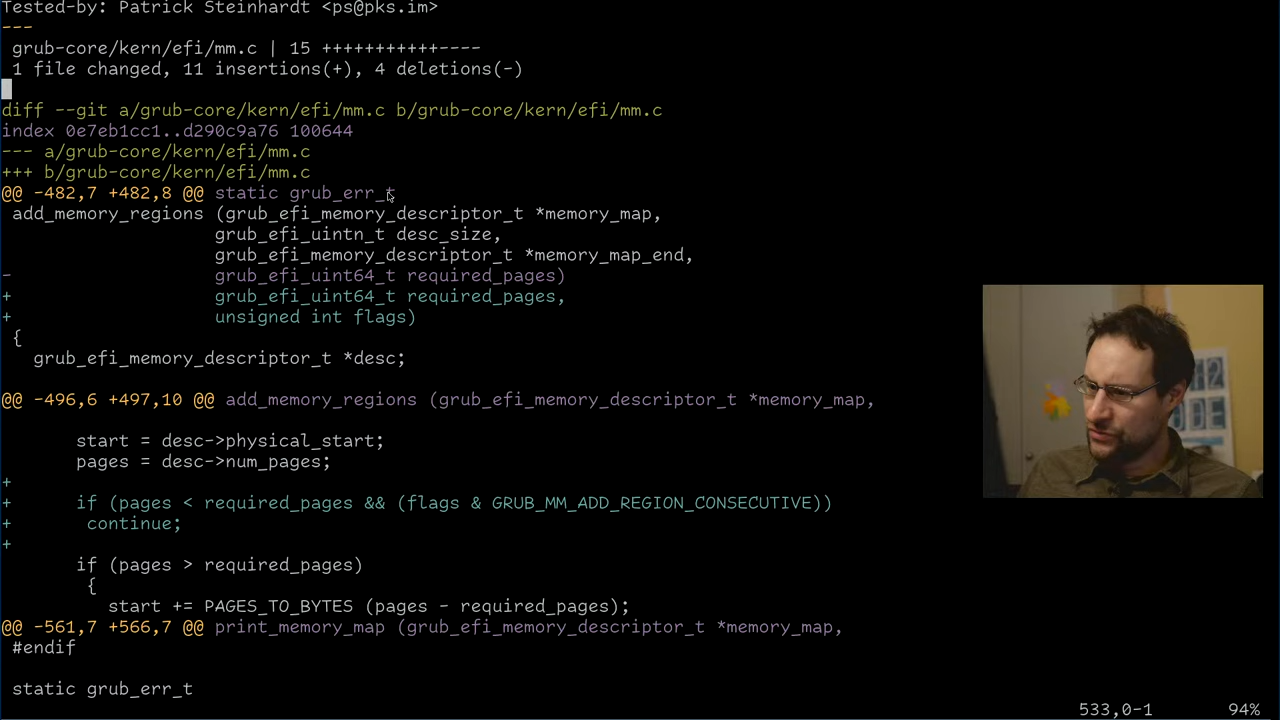 Tested-by: Patrick Steinhardt <ps@pks.im>
---
 grub-core/kern/efi/mm.c | 15 +++++++++++----
 1 file changed, 11 insertions(+), 4 deletions(-)
diff --git a/grub-core/kern/efi/mm.c b/grub-core/kern/efi/mm.c
index 0e7eb1cc1..d290c9a76 100644
--- a/grub-core/kern/efi/mm.c
+++ b/grub-core/kern/efi/mm.c
@@ -482,7 +482,8 @@ static grub_err_t
 add_memory_regions (grub_efi_memory_descriptor_t *memory_map,
                    grub_efi_uintn_t desc_size,
                    grub_efi_memory_descriptor_t *memory_map_end,
-                   grub_efi_uint64_t required_pages)
+                   grub_efi_uint64_t required_pages,
+                   unsigned int flags)
 {
   grub_efi_memory_descriptor_t *desc;
@@ -496,6 +497,10 @@ add_memory_regions (grub_efi_memory_descriptor_t *memory_map,
       start = desc->physical_start;
       pages = desc->num_pages;
+
+      if (pages < required_pages && (flags & GRUB_MM_ADD_REGION_CONSECUTIVE))
+       continue;
+
       if (pages > required_pages)
        {
          start += PAGES_TO_BYTES (pages - required_pages);
@@ -561,7 +566,7 @@ print_memory_map (grub_efi_memory_descriptor_t *memory_map,
 #endif
 static grub_err_t
533,0-1 94%